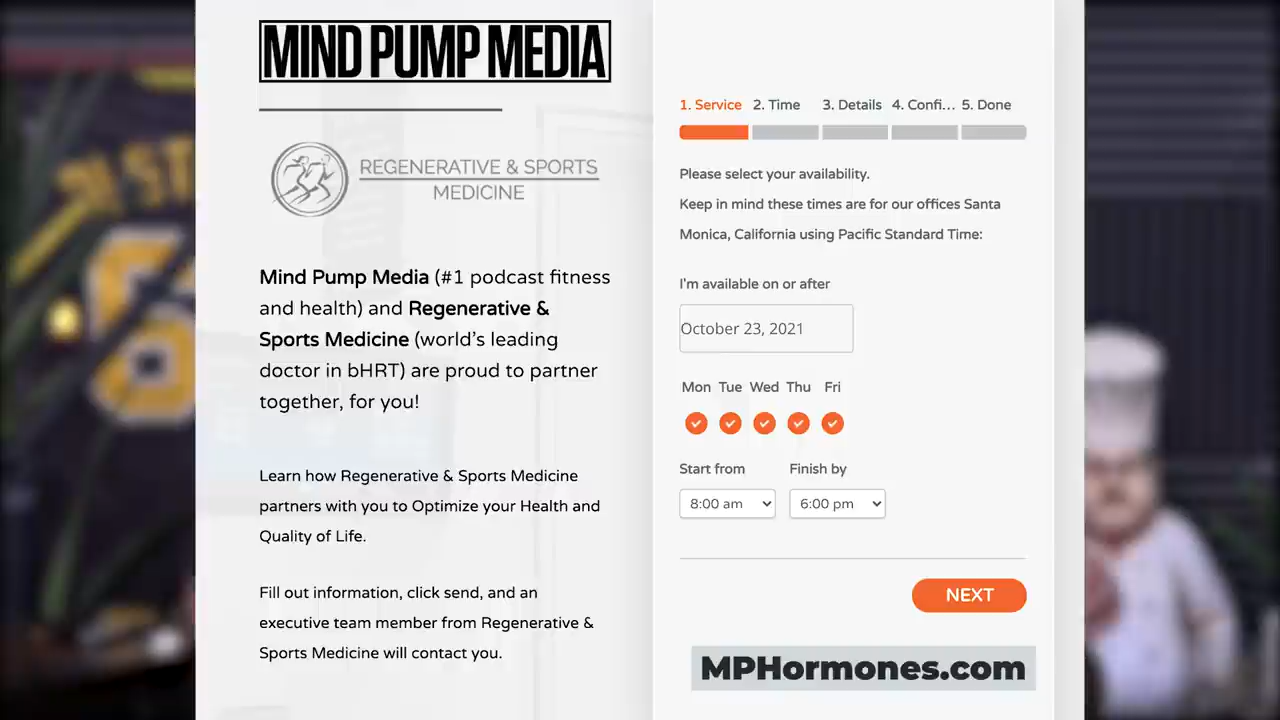 MIND PUMP MEDIA
REGENERATIVE & SPORTS
MEDICINE
Mind Pump Media (#1 podcast fitness
and health) and Regenerative &
Sports Medicine (world's leading
doctor in bHRT) are proud to partner
together, for you!
Learn how Regenerative & Sports Medicine
partners with you to Optimize your Health and
Quality of Life.
Fill out information, click send, and an
executive team member from Regenerative &
Sports Medicine will contact you.
1. Service 2. Time 3. Details 4. Confi... 5. Done
Please select your availability.
Keep in mind these times are for our offices Santa
Monica, California using Pacific Standard Time:
I'm available on or after
October 23, 2021
Mon Tue Wed Thu Fri
Start from Finish by
8:00 am 6:00 pm
NEXT
MPHormones.com